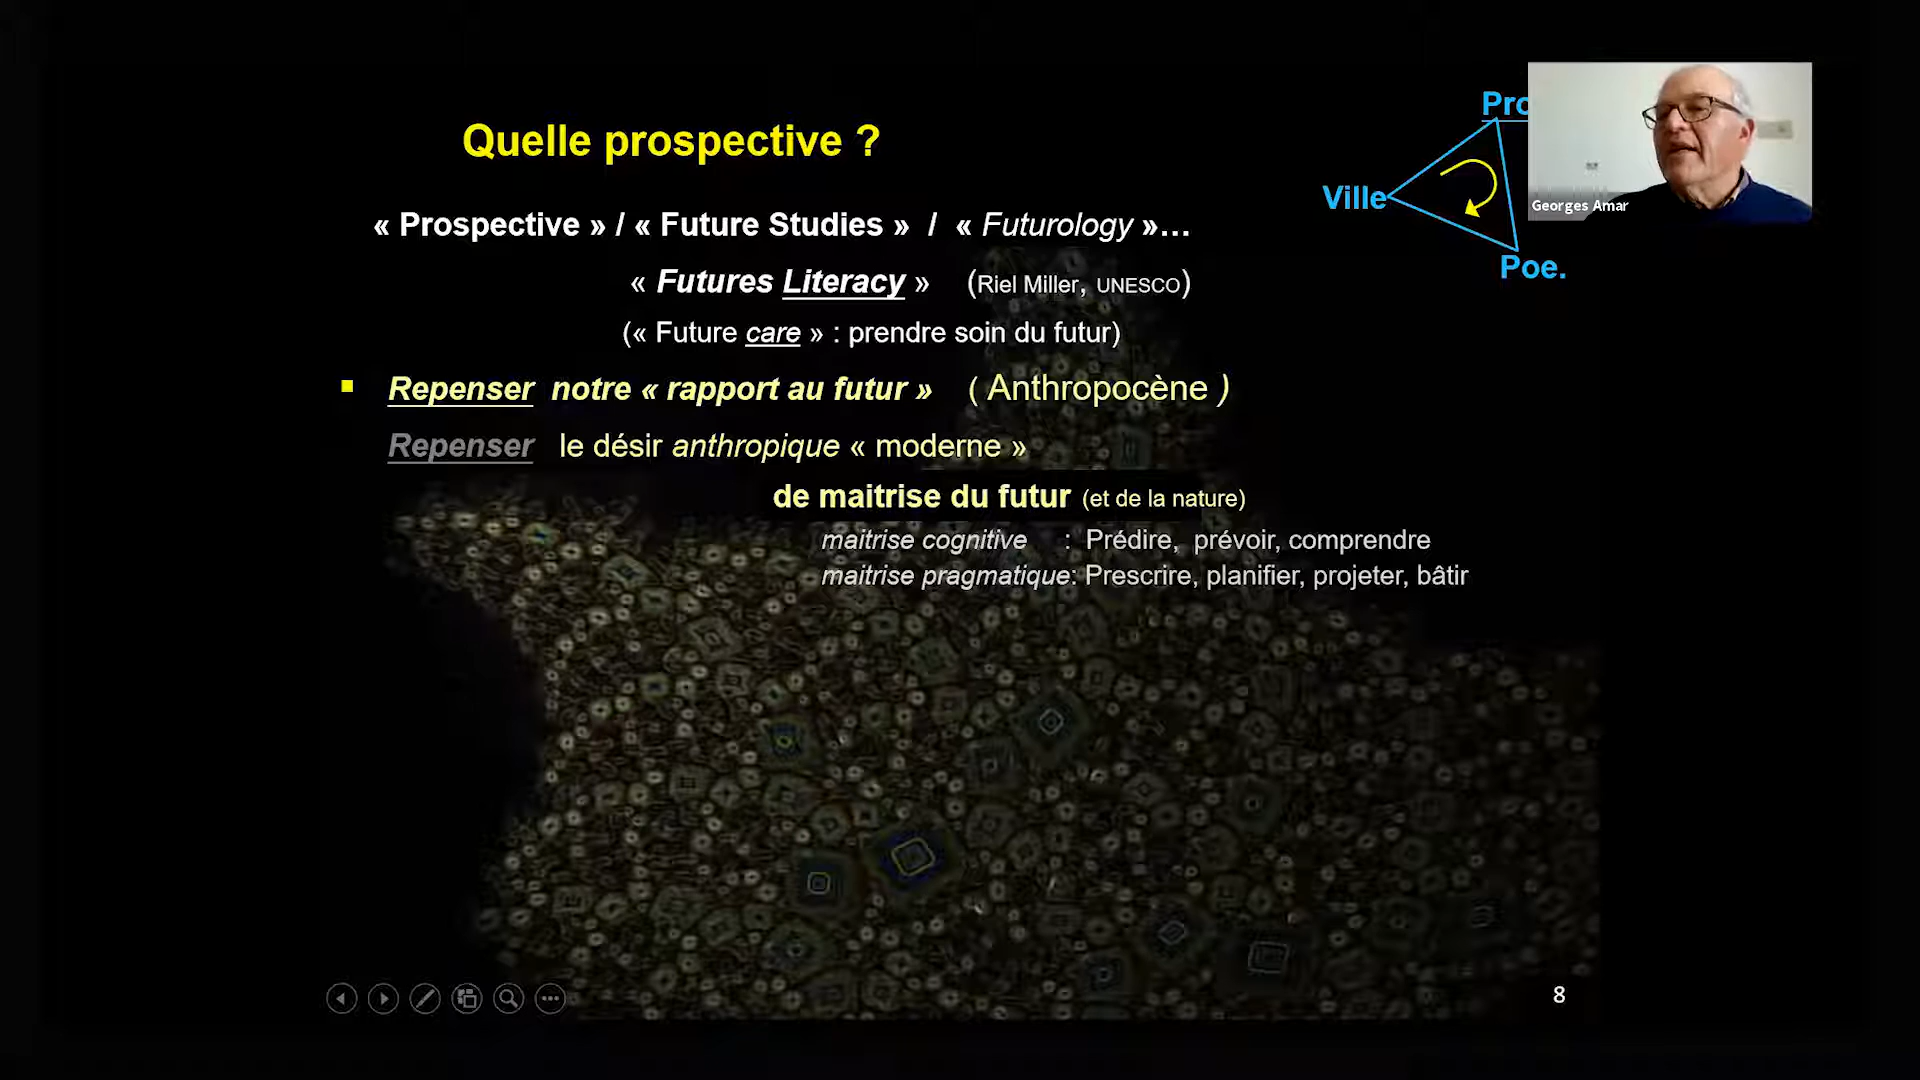 Quelle prospective ?
Pro
Georges Amar
Ville
Poe.
« Prospective » / « Future Studies » / « Futurology »...
« Futures Literacy » (Riel Miller, UNESCO)
(« Future care » : prendre soin du futur)
Repenser notre « rapport au futur » ( Anthropocène )
Repenser le désir anthropique « moderne »
de maitrise du futur (et de la nature)
maitrise cognitive : Prédire, prévoir, comprendre
maitrise pragmatique: Prescrire, planifier, projeter, bâtir
8